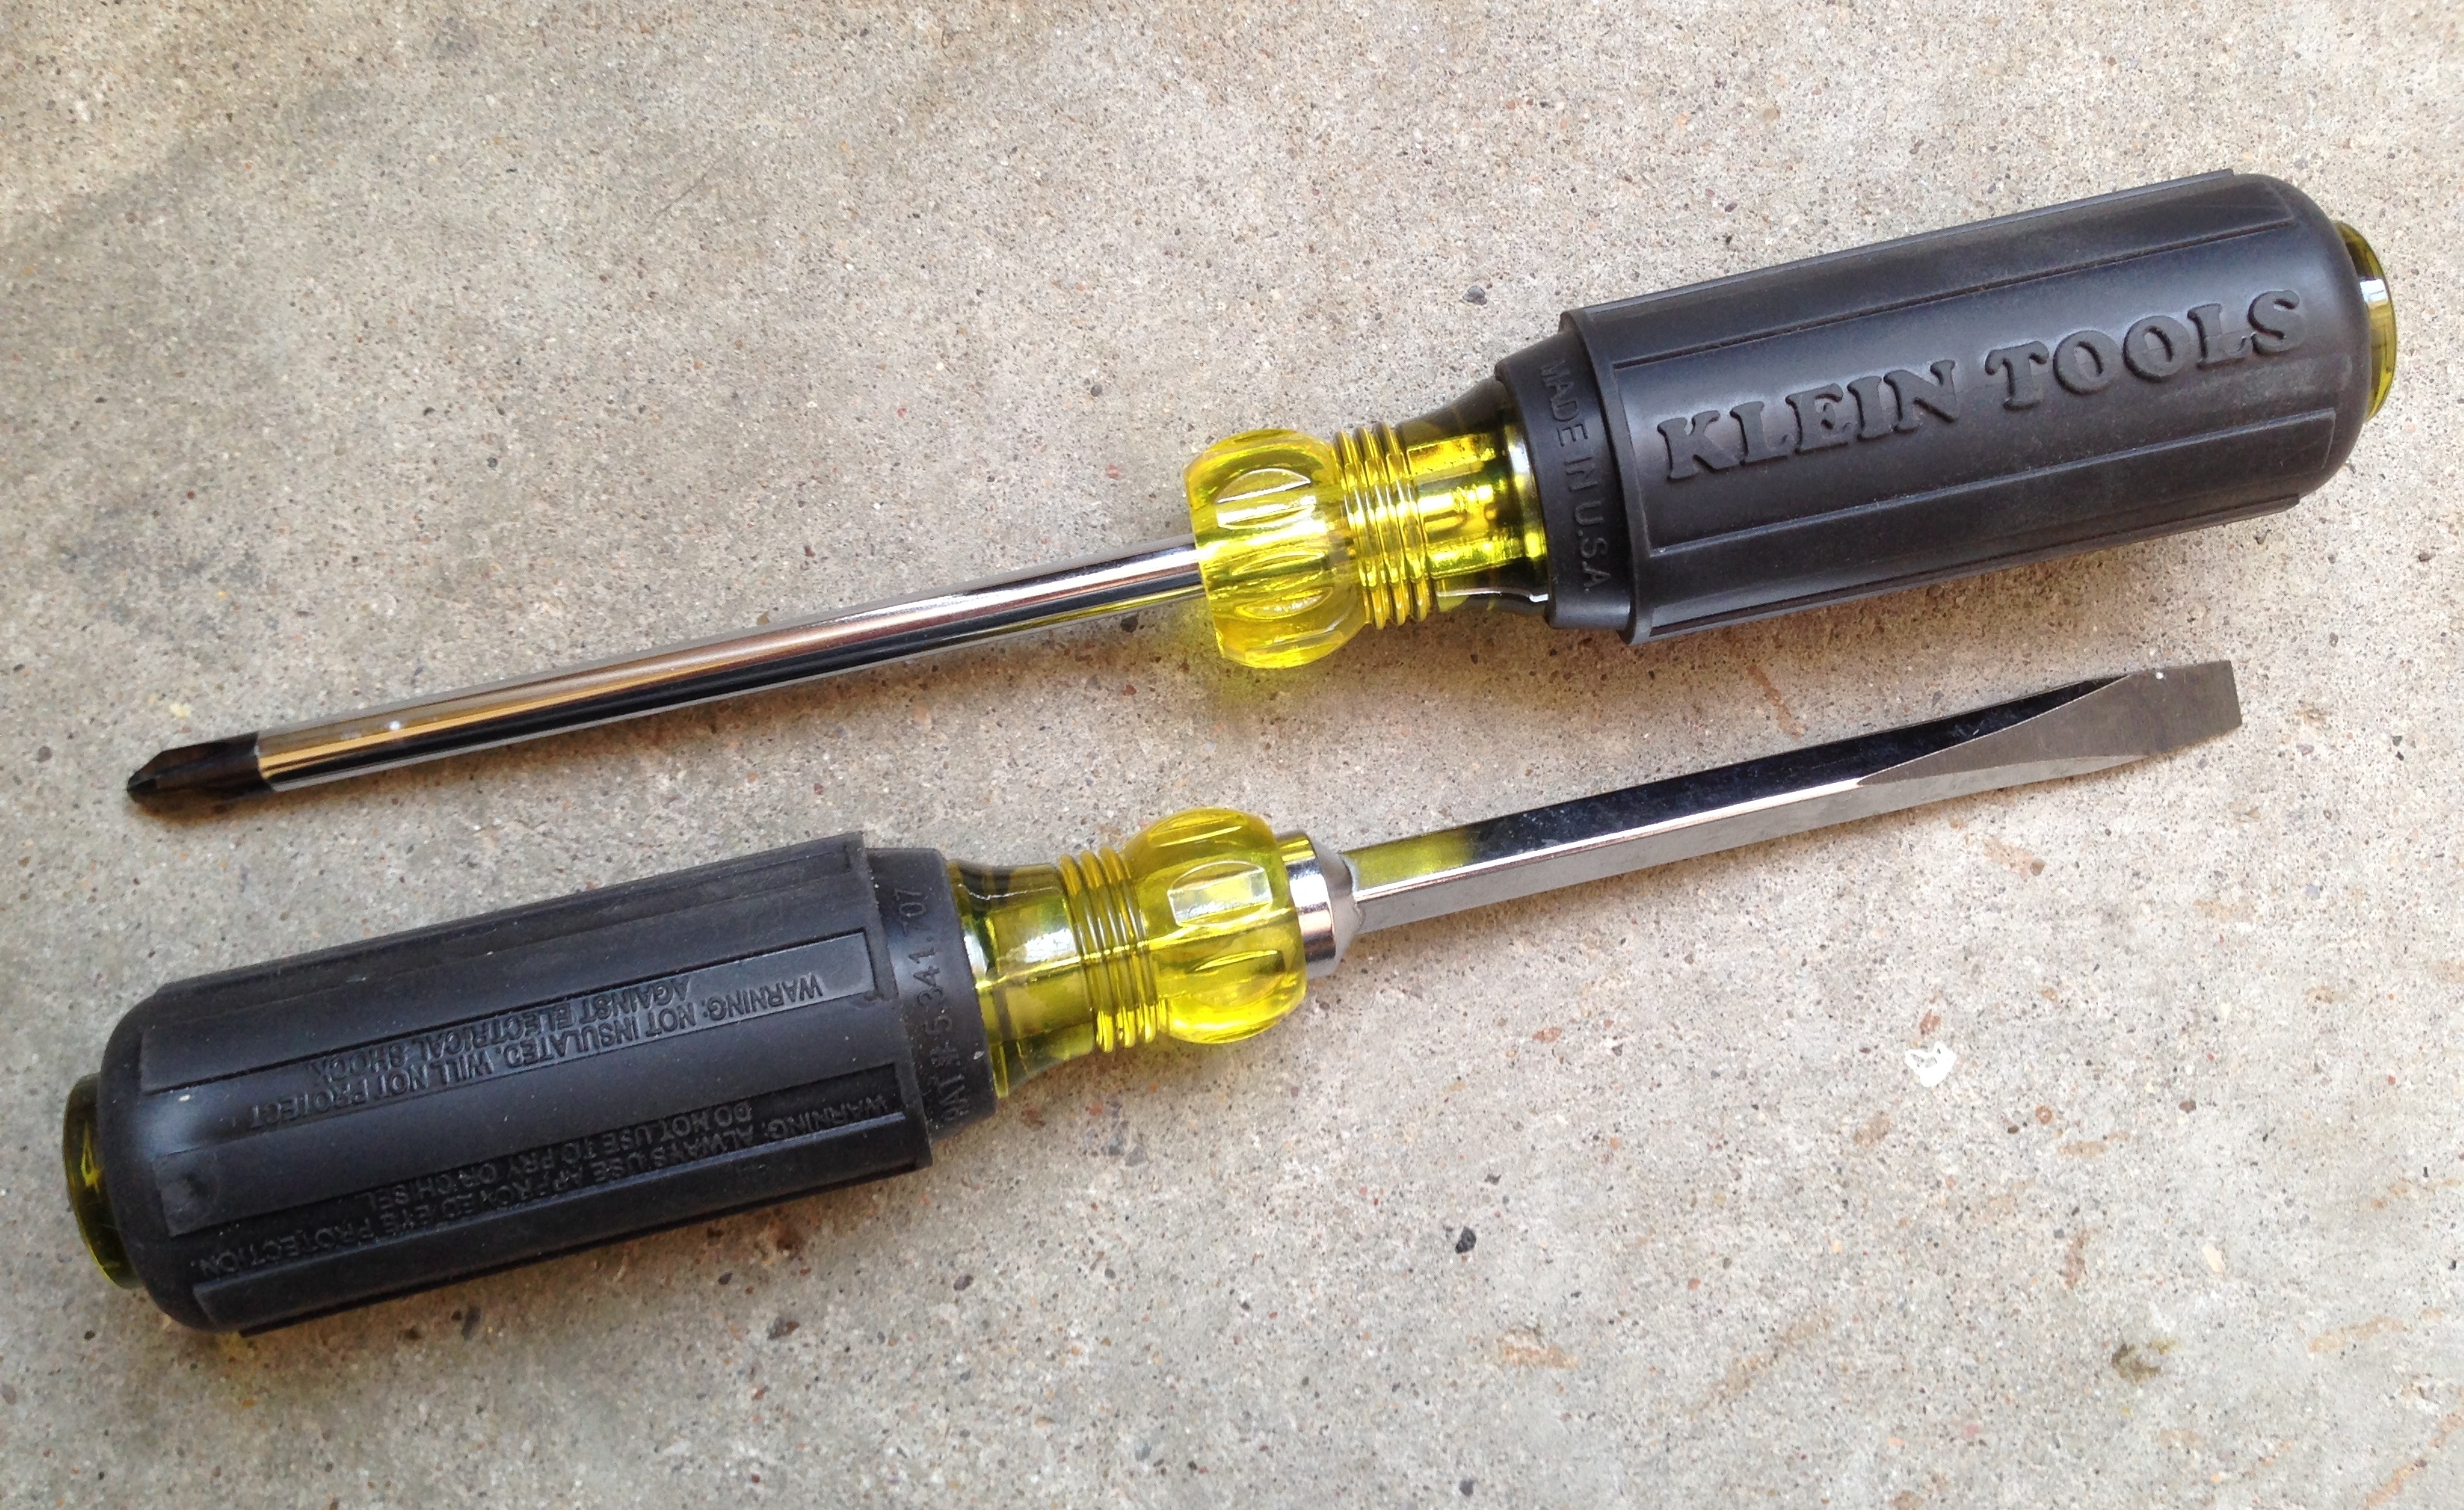 KLEIN TOOLS
MADE IN U.S.A
PAT.# 5,341,707
WARNING: NOT INSULATED. WILL NOT PROTECT
AGAINST ELECTRICAL SHOCK.
WARNING: ALWAYS USE APPROVED EYE PROTECTION.
DO NOT USE TO PRY OR CHISEL.